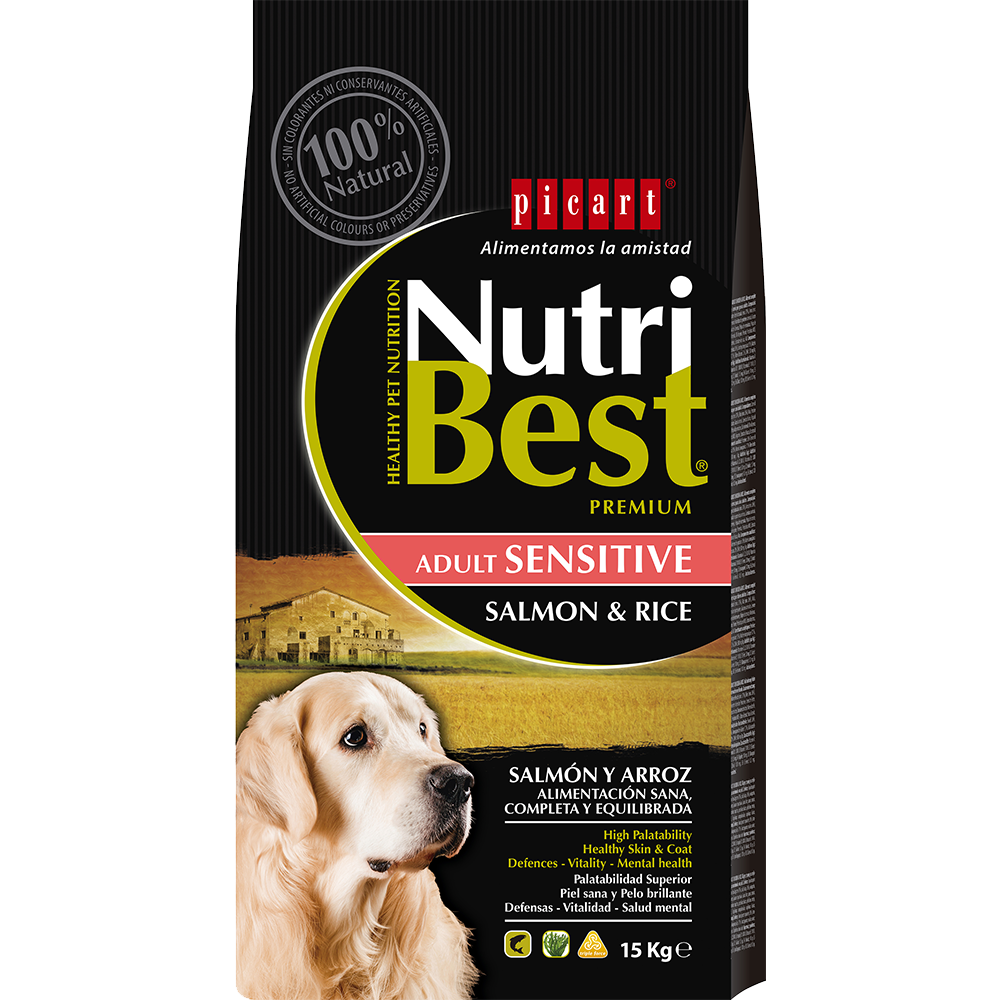 - SIN COLORANTES NI CONSERVANTES ARTIFICIALES -
100%
Natural
NO ARTIFICIAL COLOURS OR PRESERVATIVES
picart®
Alimentamos la amistad
HEALTHY PET NUTRITION
Nutri
Best®
PREMIUM
ADULT SENSITIVE
SALMON & RICE
SALMÓN Y ARROZ
ALIMENTACIÓN SANA,
COMPLETA Y EQUILIBRADA
High Palatability
Healthy Skin & Coat
Defences - Vitality - Mental health
Palatabilidad Superior
Piel sana y Pelo brillante
Defensas - Vitalidad - Salud mental
triple force
15 Kg ℮